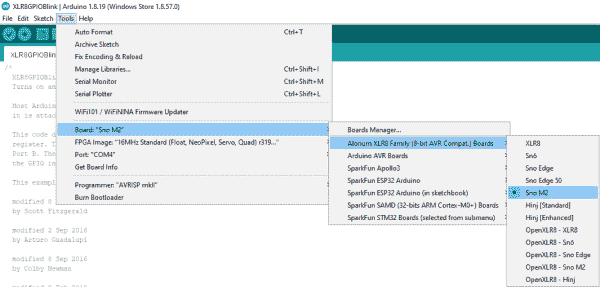 XLR8GPIOBlink | Arduino 1.8.19 (Windows Store 1.8.57.0)
File Edit Sketch Tools Help
XLR8GPIOBlink
Auto Format Ctrl+T
Archive Sketch
Fix Encoding & Reload
Manage Libraries... Ctrl+Shift+I
Serial Monitor Ctrl+Shift+M
Serial Plotter Ctrl+Shift+L
WiFi101 / WiFiNINA Firmware Updater
Board: "Sno M2"
FPGA Image: "16MHz Standard (Float, NeoPixel, Servo, Quad) r319..."
Port: "COM4"
Get Board Info
Programmer: "AVRISP mkII"
Burn Bootloader
Boards Manager...
Alorium XLR8 Family (8-bit AVR Compat.) Boards
Arduino AVR Boards
SparkFun Apollo3
SparkFun ESP32 Arduino
SparkFun ESP32 Arduino (in sketchbook)
SparkFun SAMD (32-bits ARM Cortex-M0+) Boards
SparkFun STM32 Boards (selected from submenu)
XLR8
Sno6
Sno Edge
Sno Edge 50
Sno M2
Hinj [Standard]
Hinj [Enhanced]
OpenXLR8 - XLR8
OpenXLR8 - Sno6
OpenXLR8 - Sno Edge
OpenXLR8 - Sno M2
OpenXLR8 - Hinj
/*
XLR8GPIOBli
Turns on an
Host Arduin
it is attac
This code d
register. T
Port B. The
the GPIO in
This exampl
modified 8
by Scott Fitzgerald
modified 2 Sep 2016
by Arturo Guadalupi
modified 8 Sep 2016
by Colby Newman